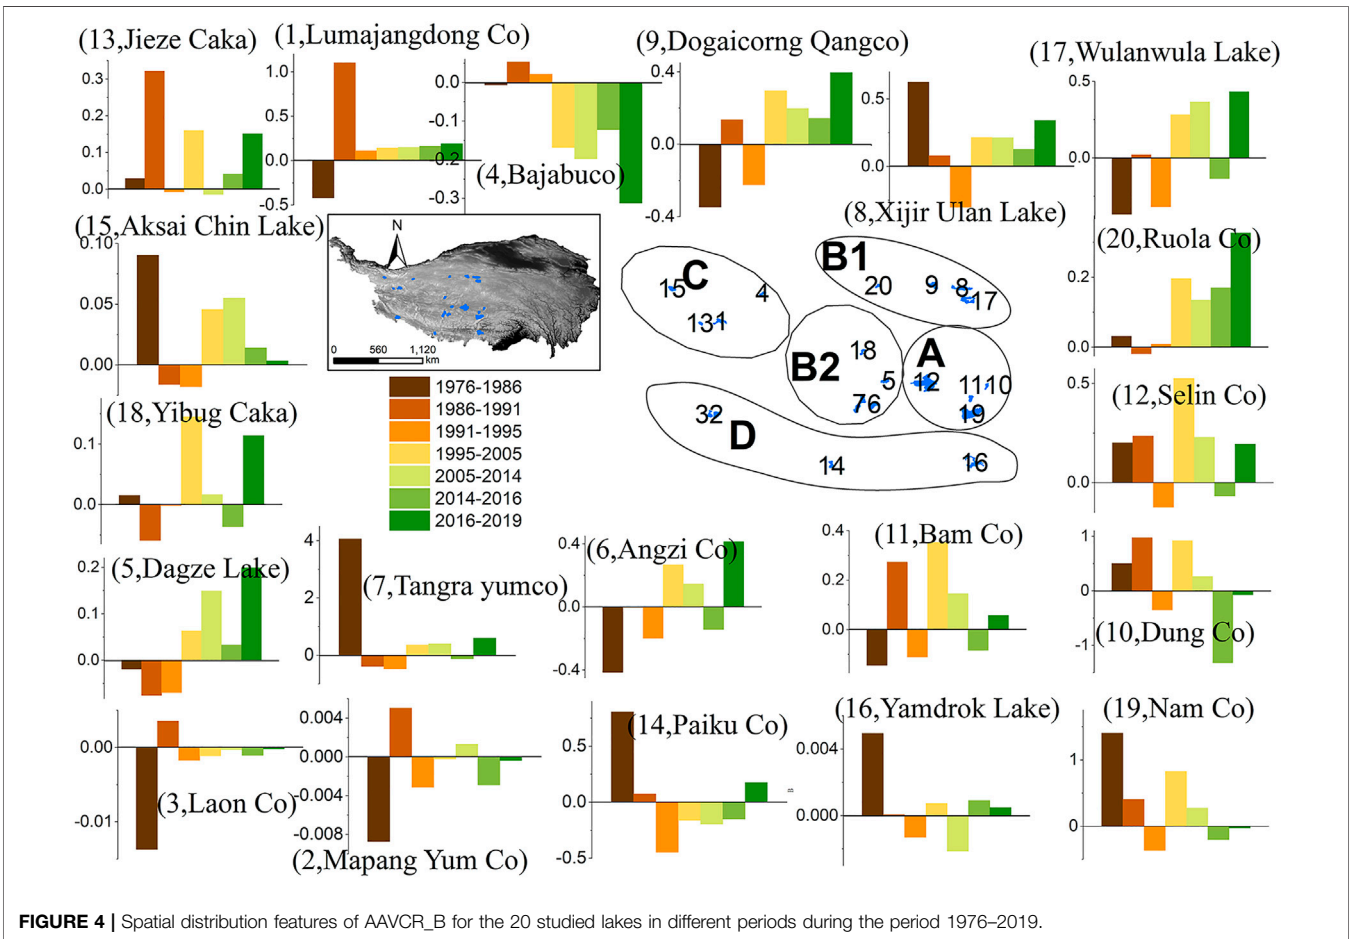 (13,Jieze Caka)
0.3
0.2
0.1
0.0
(1,Lumajangdong Co)
1.0
0.5
0.0
-0.5
0.0
-0.1
-0.2
-0.3
(4,Bajabuco)
(9,Dogaicorng Qangco)
0.4
0.0
-0.4
0.5
0.0
(8,Xijir Ulan Lake)
(17,Wulanwula Lake)
0.5
0.0
(15,Aksai Chin Lake)
0.10
0.05
0.00
N
0 560 1,120
km
C
15
4
13
1
B1
20
9
8
17
B2
18
5
7
6
A
12
11
10
19
D
32
14
16
(20,Ruola Co)
0.2
0.0
1976-1986
1986-1991
1991-1995
1995-2005
2005-2014
2014-2016
2016-2019
(18,Yibug Caka)
0.1
0.0
(12,Selin Co)
0.5
0.0
(5,Dagze Lake)
0.2
0.1
0.0
(7,Tangra yumco)
4
2
0
(6,Angzi Co)
0.4
0.0
-0.4
(11,Bam Co)
0.4
0.2
0.0
1
0
-1
(10,Dung Co)
0.00
-0.01
(3,Laon Co)
0.004
0.000
-0.004
-0.008
(2,Mapang Yum Co)
(14,Paiku Co)
0.5
0.0
-0.5
B
(16,Yamdrok Lake)
0.004
0.000
(19,Nam Co)
1
0
FIGURE 4 | Spatial distribution features of AAVCR_B for the 20 studied lakes in different periods during the period 1976–2019.